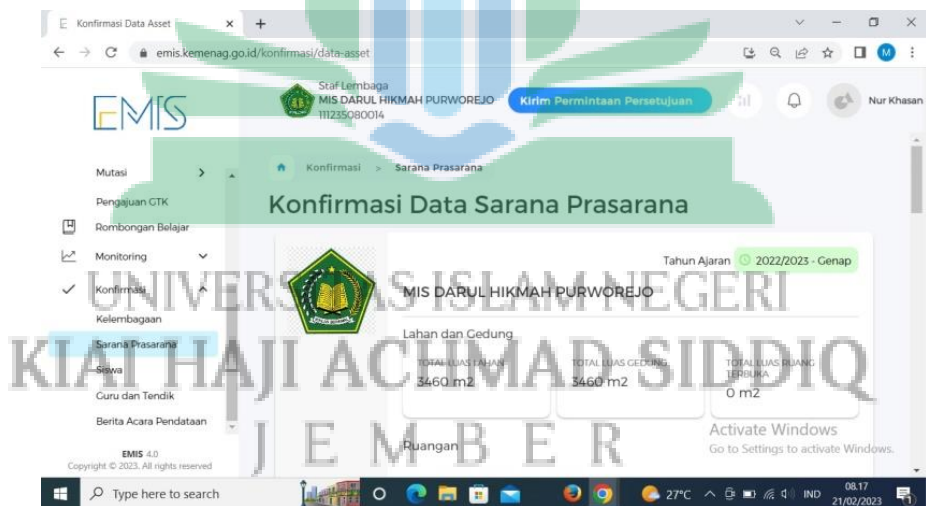 Konfirmasi Data Asset
emis.kemenag.go.id/konfirmasi/data-asset
EMIS
Staf Lembaga
MIS DARUL HIKMAH PURWOREJO
111235080014
Kirim Permintaan Persetujuan
Nur Khasan
Mutasi
Pengajuan GTK
Rombongan Belajar
Monitoring
Konfirmasi
Kelembagaan
Sarana Prasarana
Siswa
Guru dan Tendik
Berita Acara Pendataan
EMIS 4.0
Copyright © 2023. All rights reserved
Konfirmasi > Sarana Prasarana
Konfirmasi Data Sarana Prasarana
Tahun Ajaran 2022/2023 - Genap
MIS DARUL HIKMAH PURWOREJO
Lahan dan Gedung
TOTAL LUAS LAHAN
3460 m2
TOTAL LUAS GEDUNG
3460 m2
TOTAL LUAS RUANG
TERBUKA
0 m2
Ruangan
Activate Windows
Go to Settings to activate Windows.
UNIVERSITAS ISLAM NEGERI
KIAI HAJI ACHMAD SIDDIQ
JEMBER
Type here to search
27°C
IND
08.17
21/02/2023